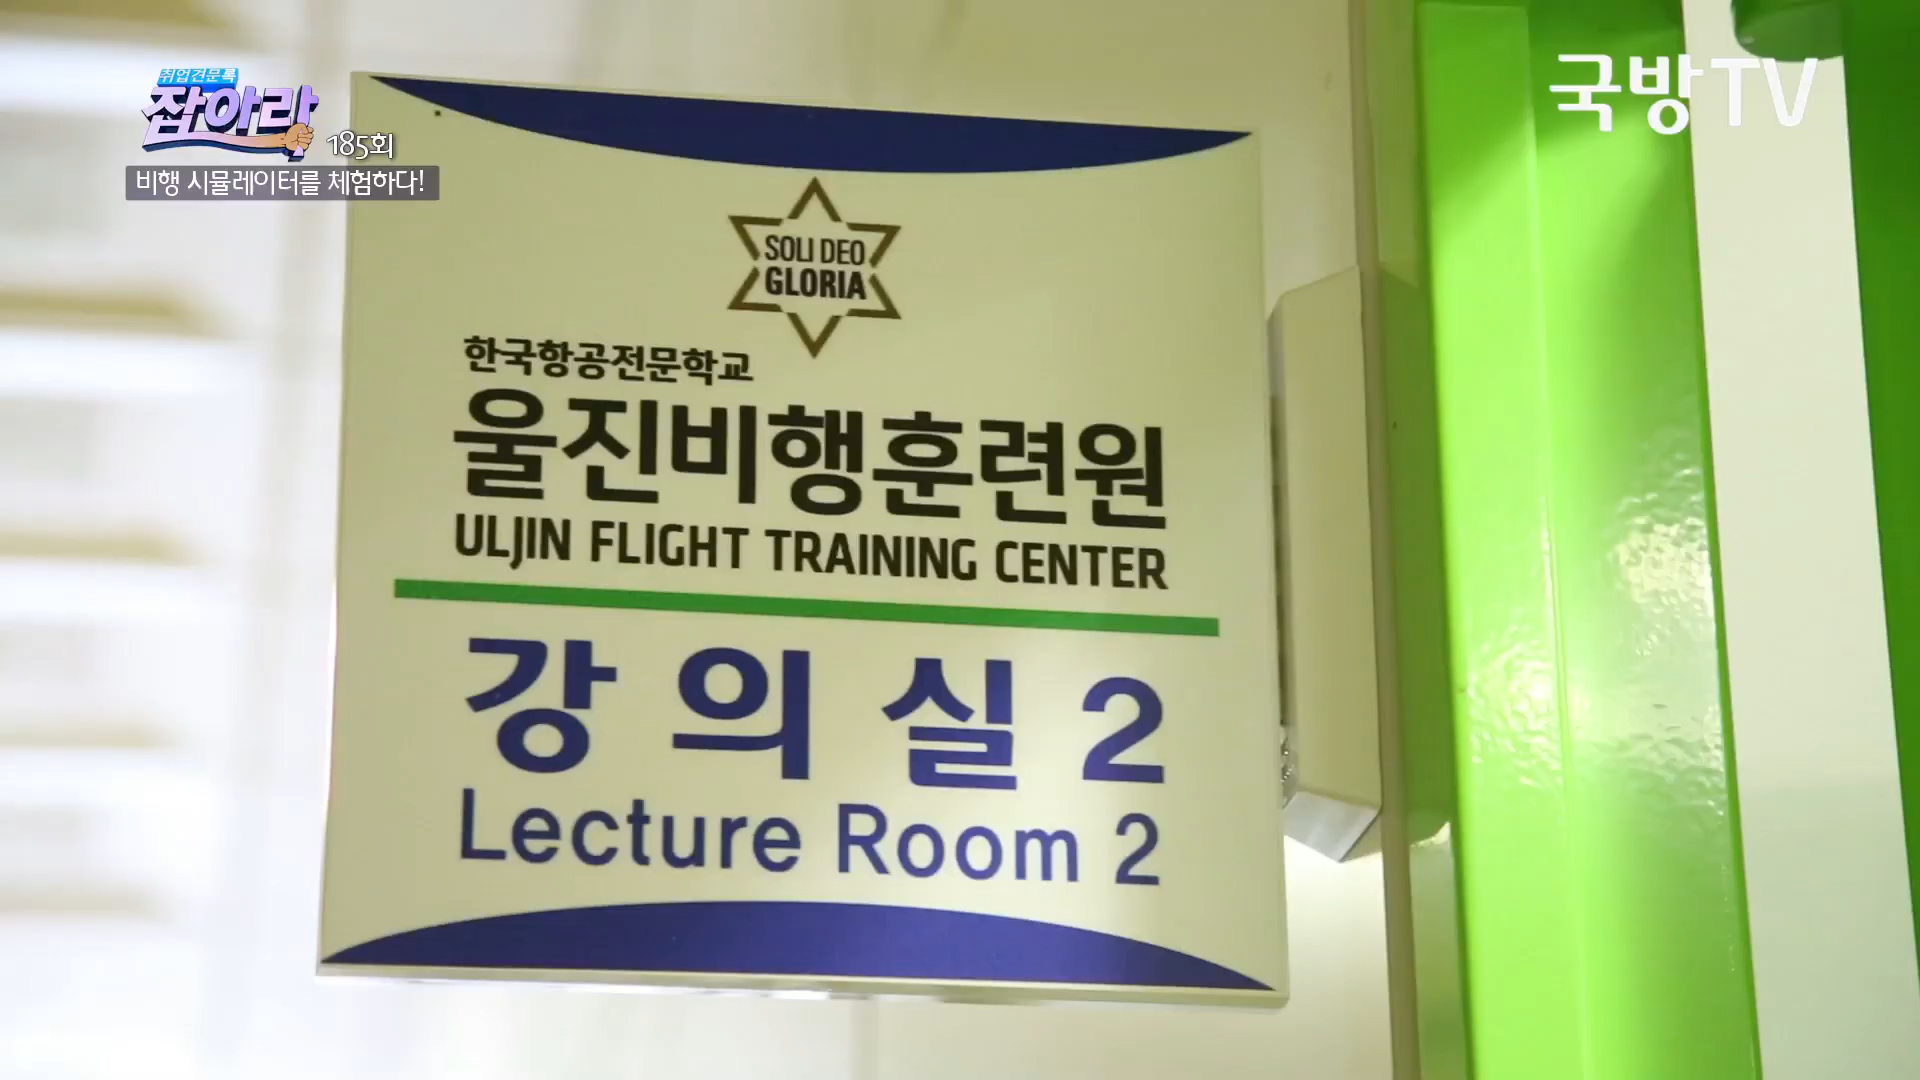 취업견문록
잡아라
185회
비행 시뮬레이터를 체험하다!
국방TV
SOLI DEO
GLORIA
한국항공전문학교
울진비행훈련원
ULJIN FLIGHT TRAINING CENTER
강의실 2
Lecture Room 2